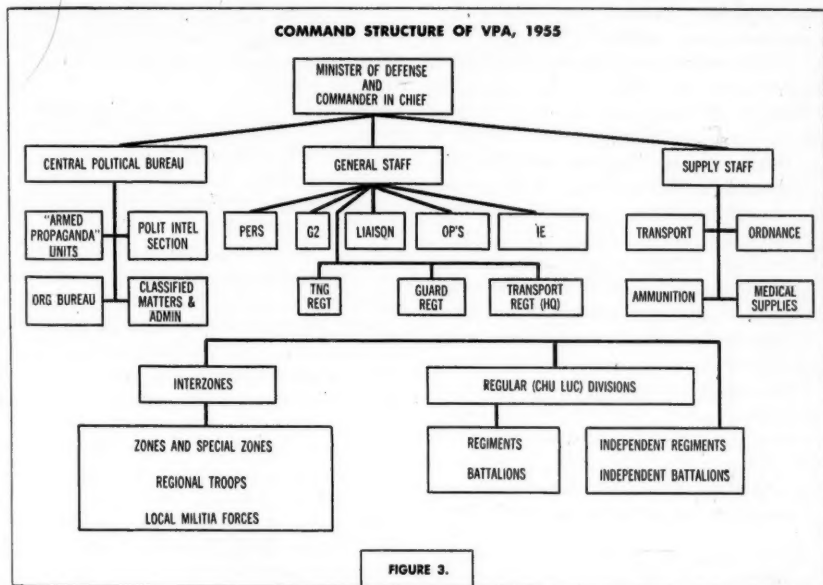 COMMAND STRUCTURE OF VPA, 1955
MINISTER OF DEFENSE
AND
COMMANDER IN CHIEF
CENTRAL POLITICAL BUREAU
GENERAL STAFF
SUPPLY STAFF
"ARMED
PROPAGANDA"
UNITS
POLIT INTEL
SECTION
PERS
G2
LIAISON
OP'S
IE
TRANSPORT
ORDNANCE
ORG BUREAU
CLASSIFIED
MATTERS &
ADMIN
TNG
REGT
GUARD
REGT
TRANSPORT
REGT (HQ)
AMMUNITION
MEDICAL
SUPPLIES
INTERZONES
REGULAR (CHU LUC) DIVISIONS
ZONES AND SPECIAL ZONES
REGIONAL TROOPS
LOCAL MILITIA FORCES
REGIMENTS
BATTALIONS
INDEPENDENT REGIMENTS
INDEPENDENT BATTALIONS
FIGURE 3.